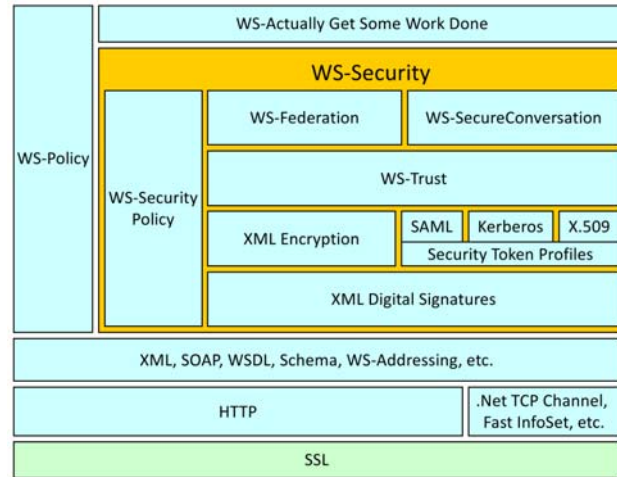 WS-Actually Get Some Work Done
WS-Security
WS-Policy
WS-Security
Policy
WS-Federation
WS-SecureConversation
WS-Trust
XML Encryption
SAML
Kerberos
X.509
Security Token Profiles
XML Digital Signatures
XML, SOAP, WSDL, Schema, WS-Addressing, etc.
HTTP
.Net TCP Channel,
Fast InfoSet, etc.
SSL